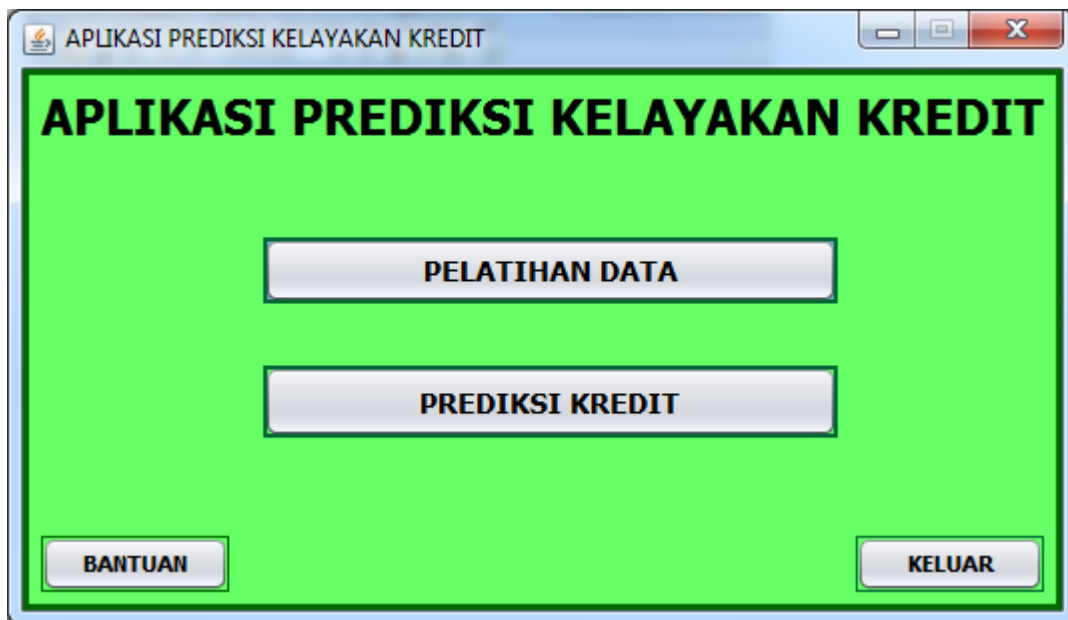 APLIKASI PREDIKSI KELAYAKAN KREDIT
APLIKASI PREDIKSI KELAYAKAN KREDIT
PELATIHAN DATA
PREDIKSI KREDIT
BANTUAN
KELUAR